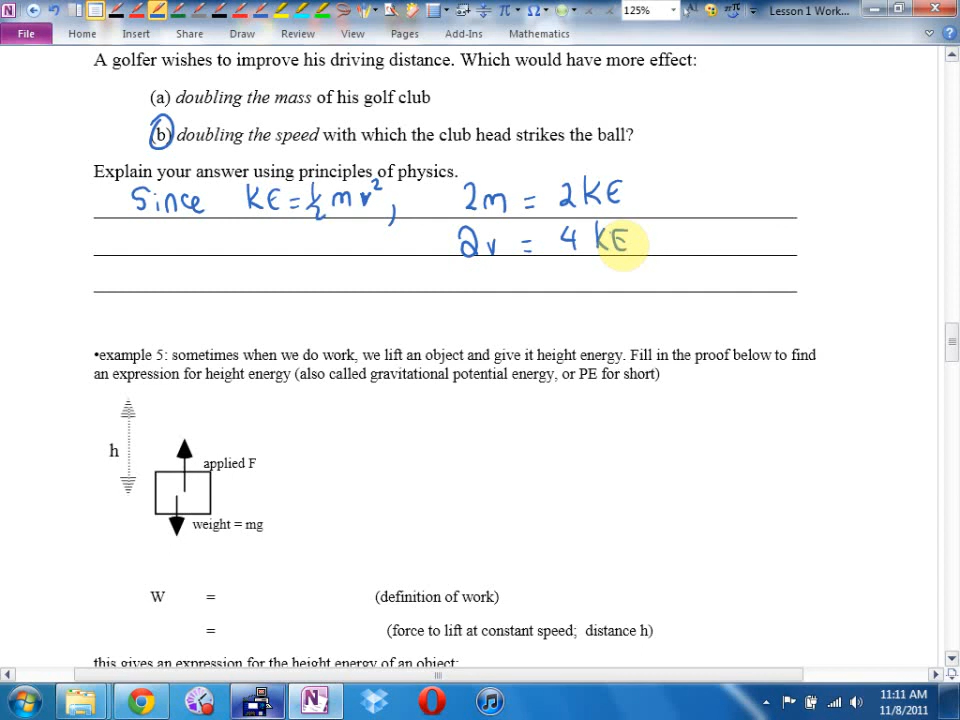 125% Lesson 1 Work...
File Home Insert Share Draw Review View Pages Add-Ins Mathematics
A golfer wishes to improve his driving distance. Which would have more effect:
(a) doubling the mass of his golf club
(b) doubling the speed with which the club head strikes the ball?
Explain your answer using principles of physics.
Since KE = ½ m v², 2m = 2KE
2v = 4 KE
•example 5: sometimes when we do work, we lift an object and give it height energy. Fill in the proof below to find
an expression for height energy (also called gravitational potential energy, or PE for short)
h
applied F
weight = mg
W = (definition of work)
= (force to lift at constant speed; distance h)
this gives an expression for the height energy of an object:
11:11 AM
11/8/2011